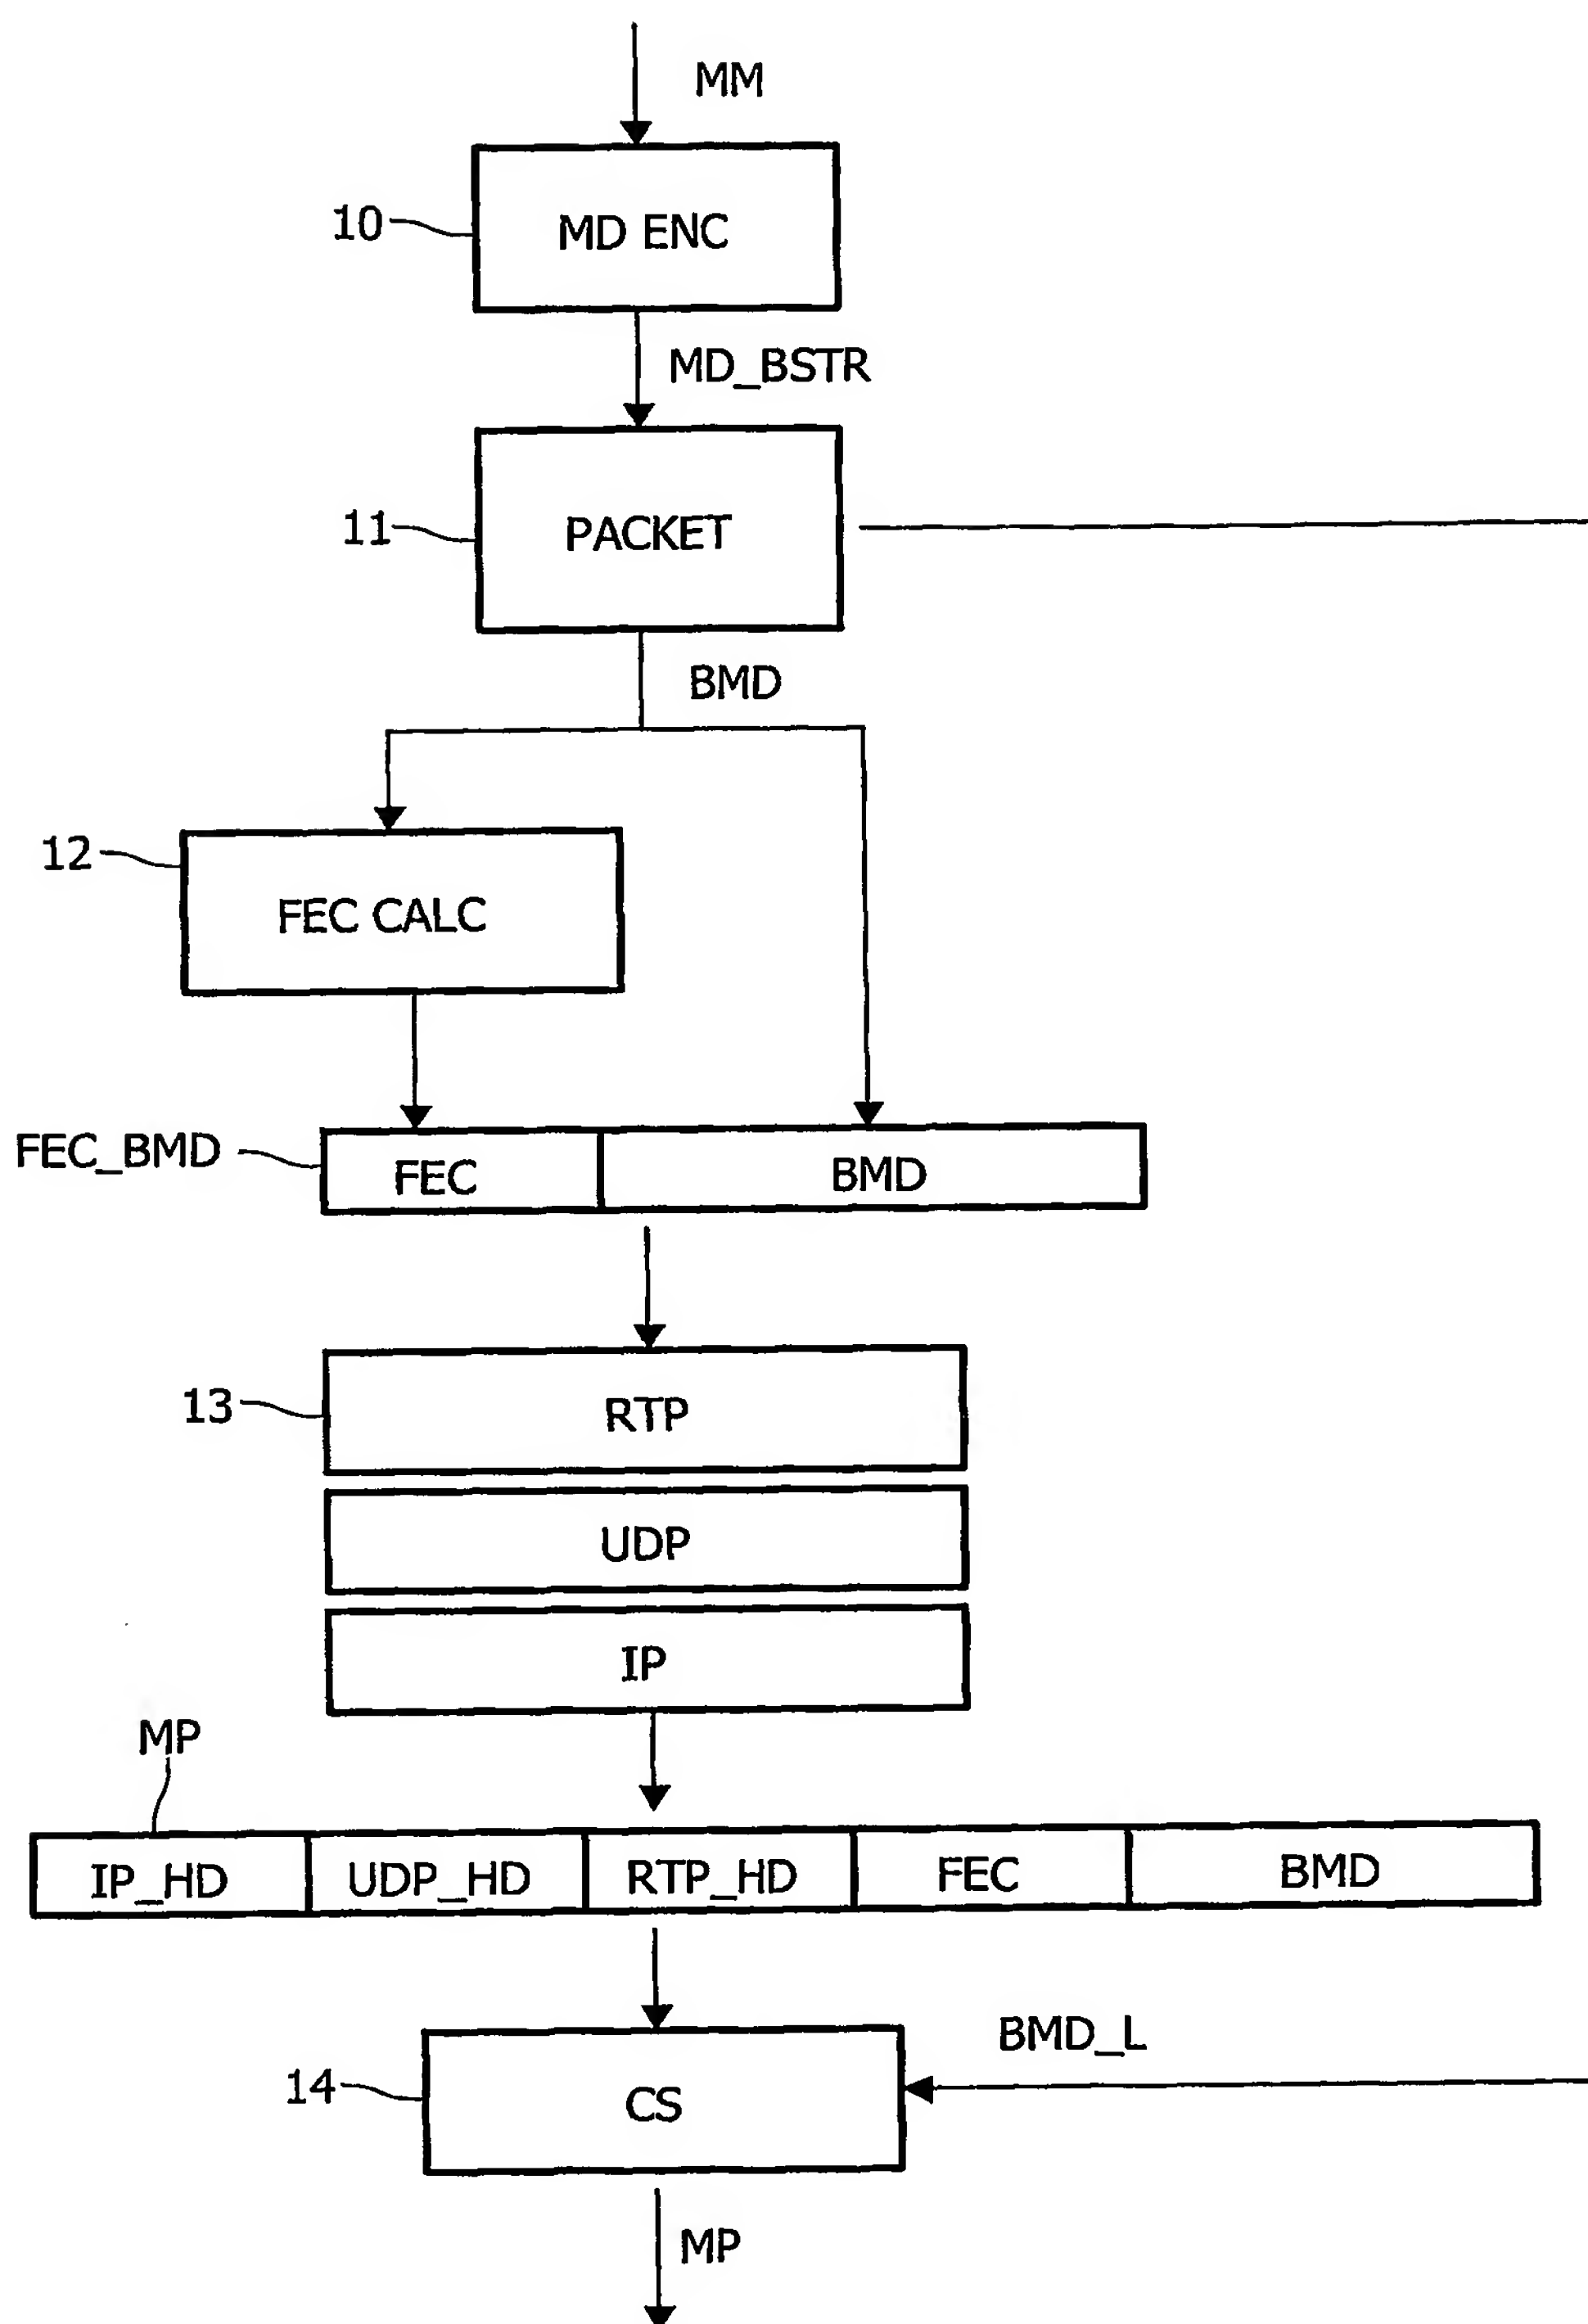 MM
10
MD ENC
MD_BSTR
11
PACKET
BMD
12
FEC CALC
FEC_BMD
FEC
BMD
13
RTP
UDP
IP
MP
IP_HD
UDP_HD
RTP_HD
FEC
BMD
BMD_L
14
CS
MP